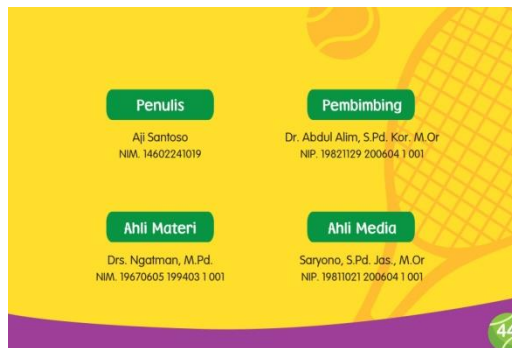 Penulis
Aji Santoso
NIM. 14602241019
Pembimbing
Dr. Abdul Alim, S.Pd. Kor. M.Or
NIP. 19821129 200604 1 001
Ahli Materi
Drs. Ngatman, M.Pd.
NIM. 19670605 199403 1 001
Ahli Media
Saryono, S.Pd. Jas., M.Or
NIP. 19811021 200604 1 001
44